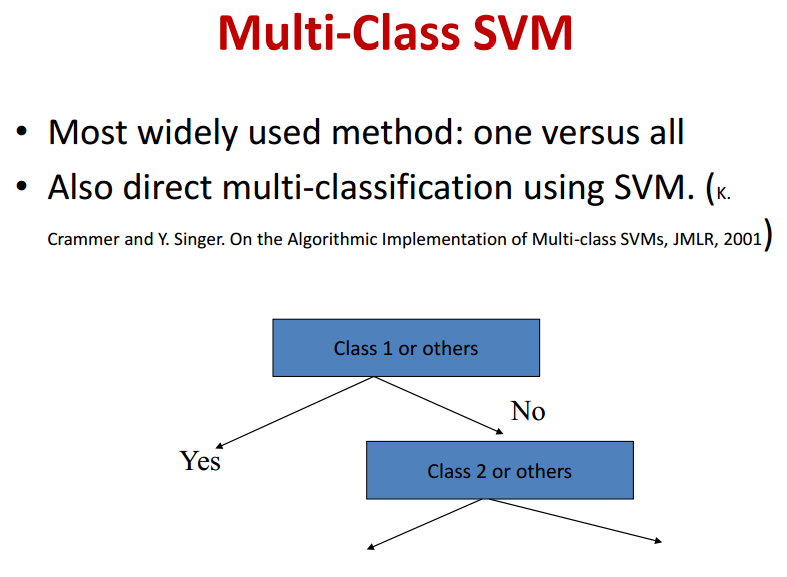 Multi-Class SVM
• Most widely used method: one versus all
• Also direct multi-classification using SVM. (K.
Crammer and Y. Singer. On the Algorithmic Implementation of Multi-class SVMs, JMLR, 2001)
Class 1 or others
No
Yes
Class 2 or others